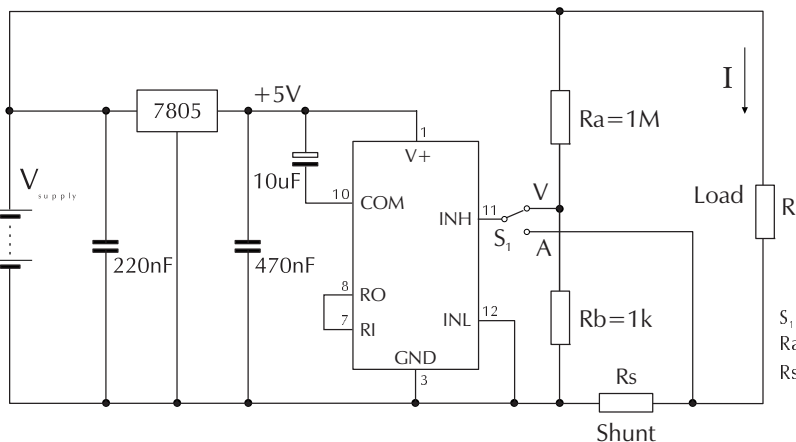 I
7805
+5V
1
V+
Ra=1M
V supply
10uF
10
COM
INH
11
V
S1
A
Load
R
220nF
470nF
8
RO
7
RI
INL
12
Rb=1k
GND
3
Rs
Shunt
S1
Ra
Rs